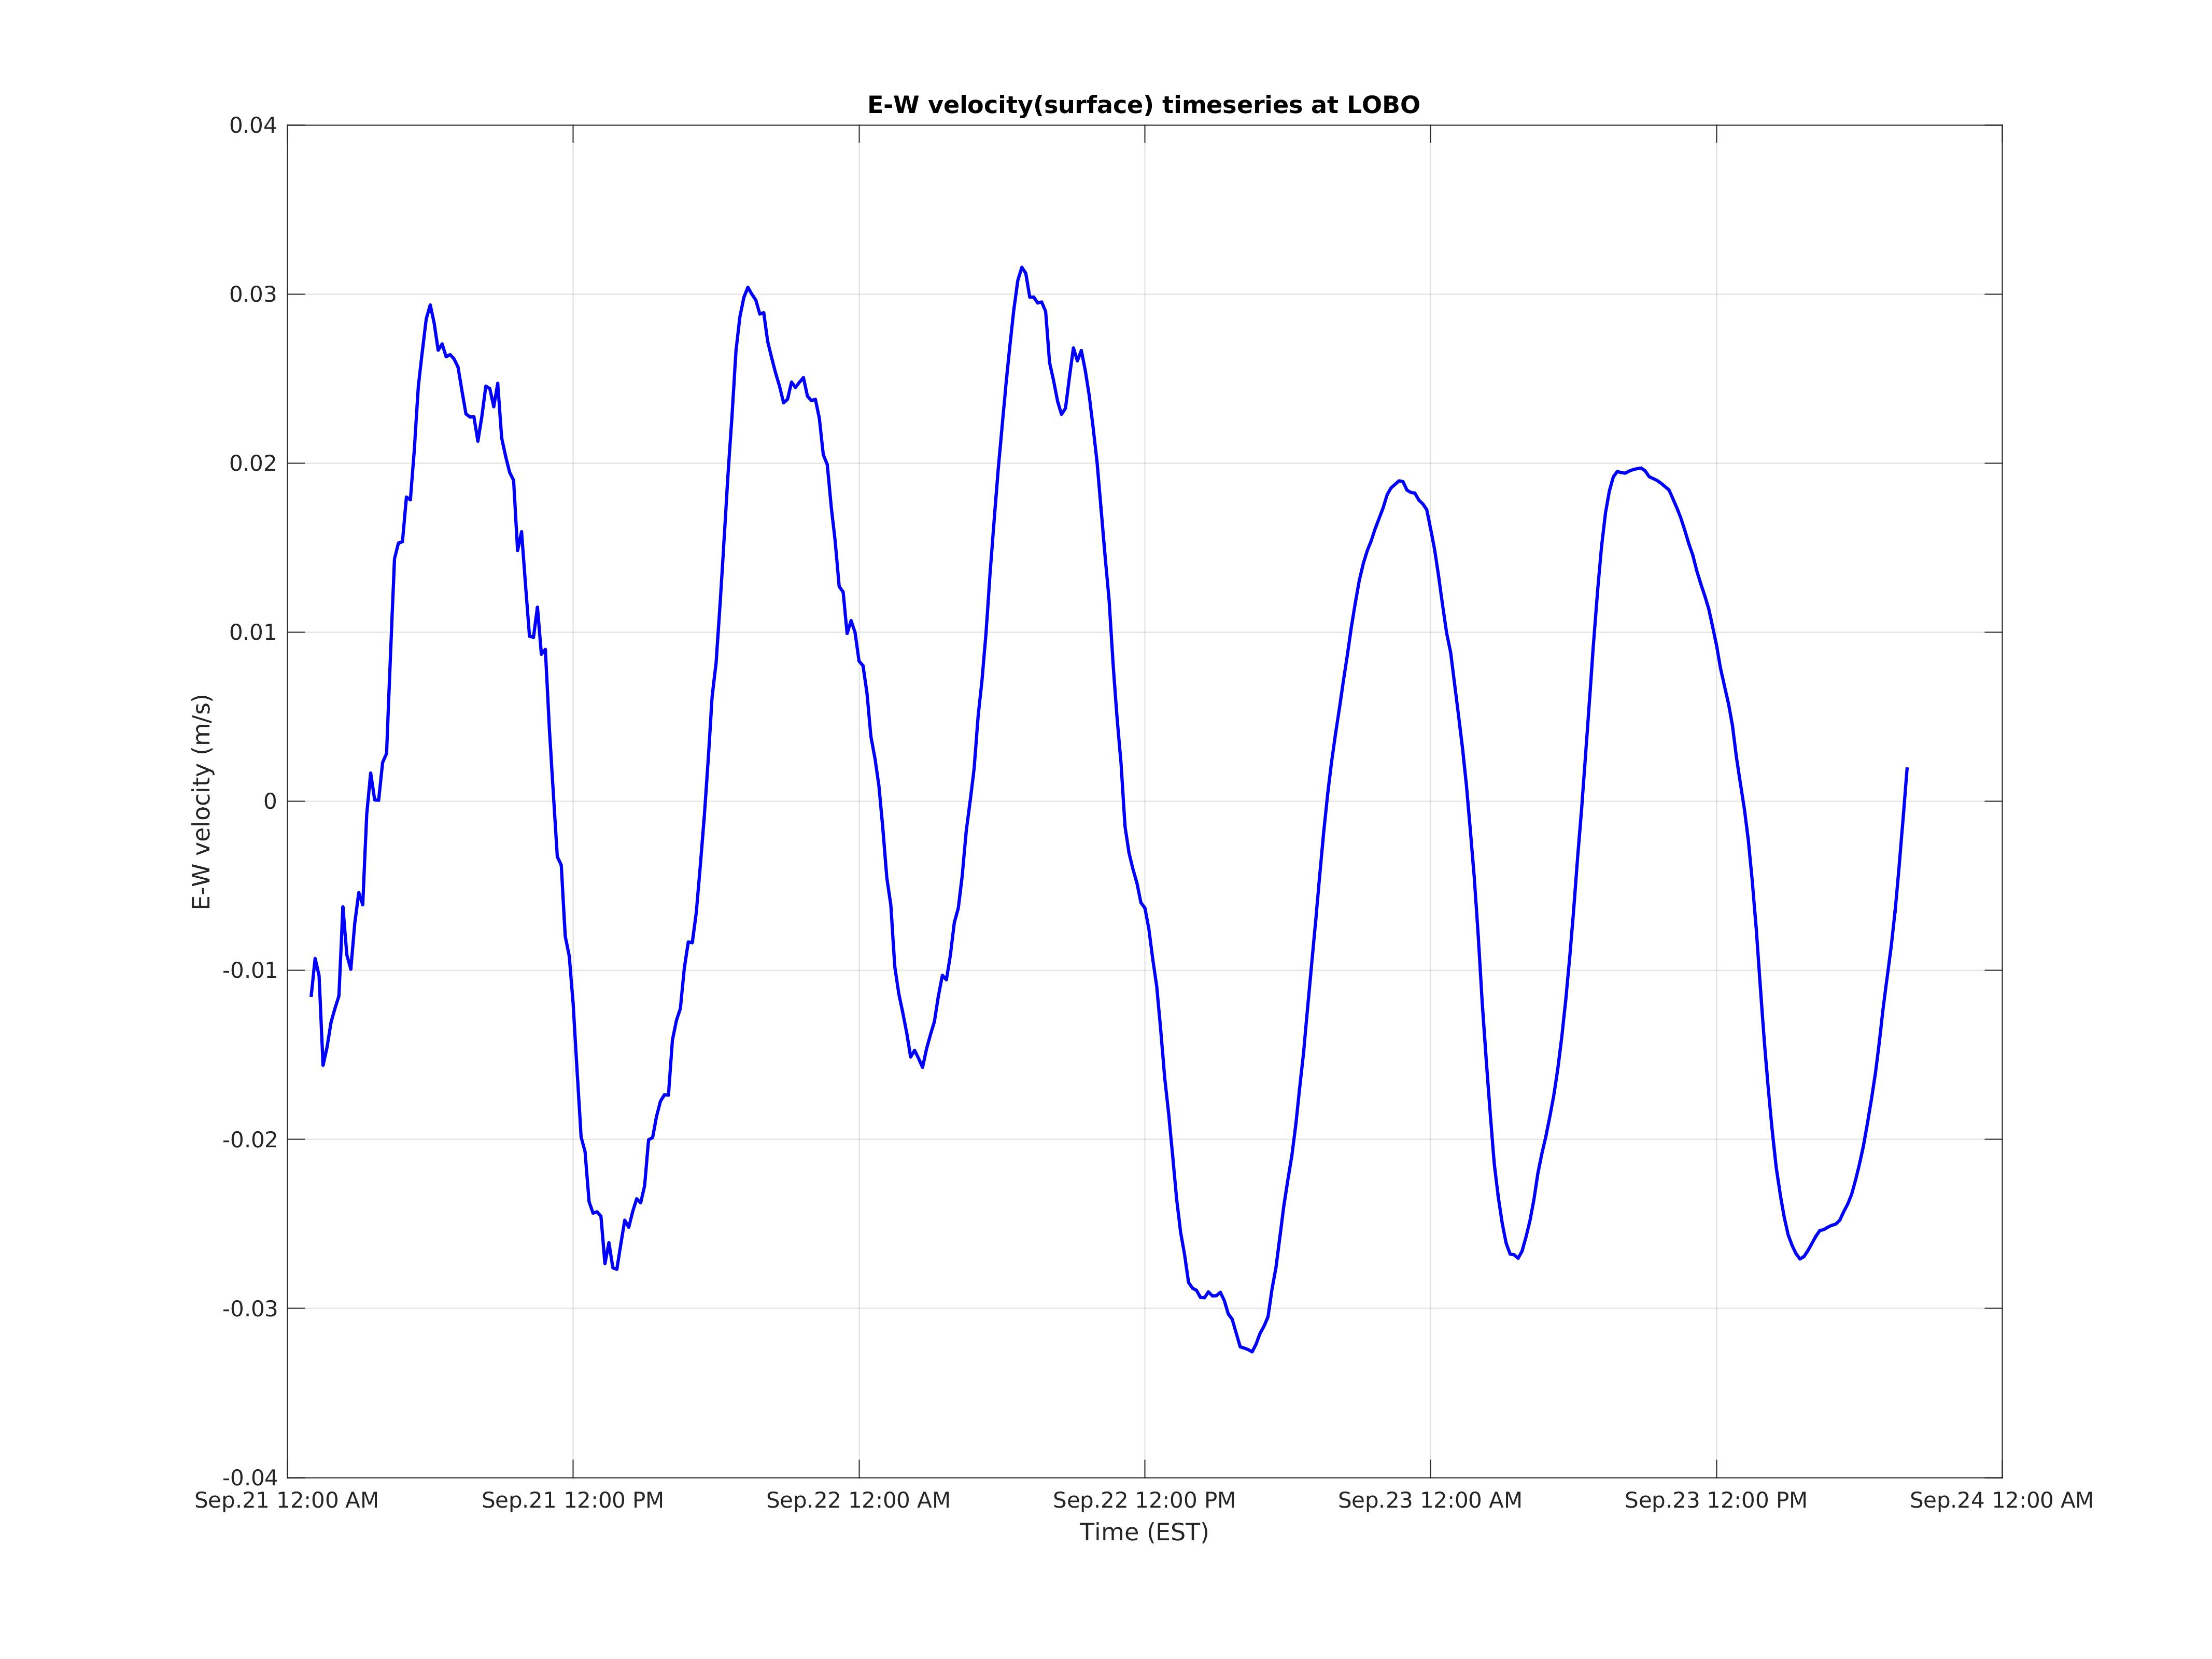 E-W velocity(surface) timeseries at LOBO
0.04
0.03
0.02
0.01
0
-0.01
-0.02
-0.03
-0.04
E-W velocity (m/s)
Sep.21 12:00 AM Sep.21 12:00 PM Sep.22 12:00 AM Sep.22 12:00 PM Sep.23 12:00 AM Sep.23 12:00 PM Sep.24 12:00 AM
Time (EST)